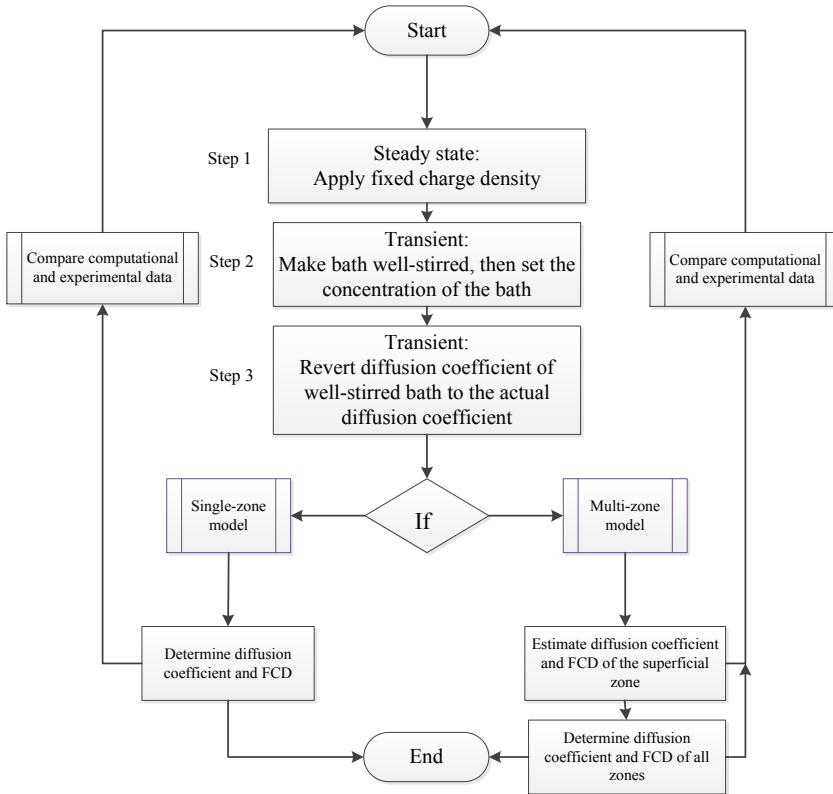 Start
Step 1
Steady state:
Apply fixed charge density
Step 2
Transient:
Make bath well-stirred, then set the
concentration of the bath
Compare computational
and experimental data
Compare computational
and experimental data
Step 3
Transient:
Revert diffusion coefficient of
well-stirred bath to the actual
diffusion coefficient
Single-zone
model
If
Multi-zone
model
Determine diffusion
coefficient and FCD
Estimate diffusion coefficient
and FCD of the superficial
zone
End
Determine diffusion
coefficient and FCD of all
zones